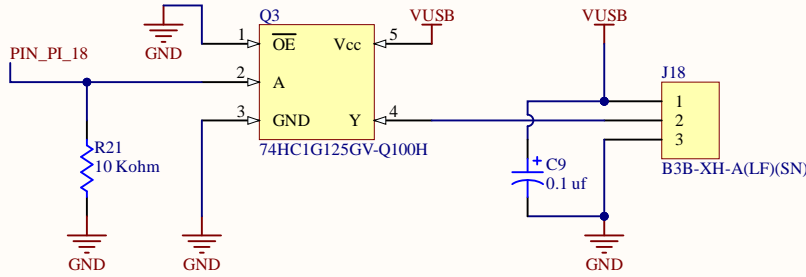 Q3
VUSB
VUSB
GND
1
OE
Vcc
5
PIN_PI_18
2
A
J18
1
2
3
3
GND
Y
4
74HC1G125GV-Q100H
R21
10 Kohm
+
C9
0.1 uf
B3B-XH-A(LF)(SN)
GND
GND
GND